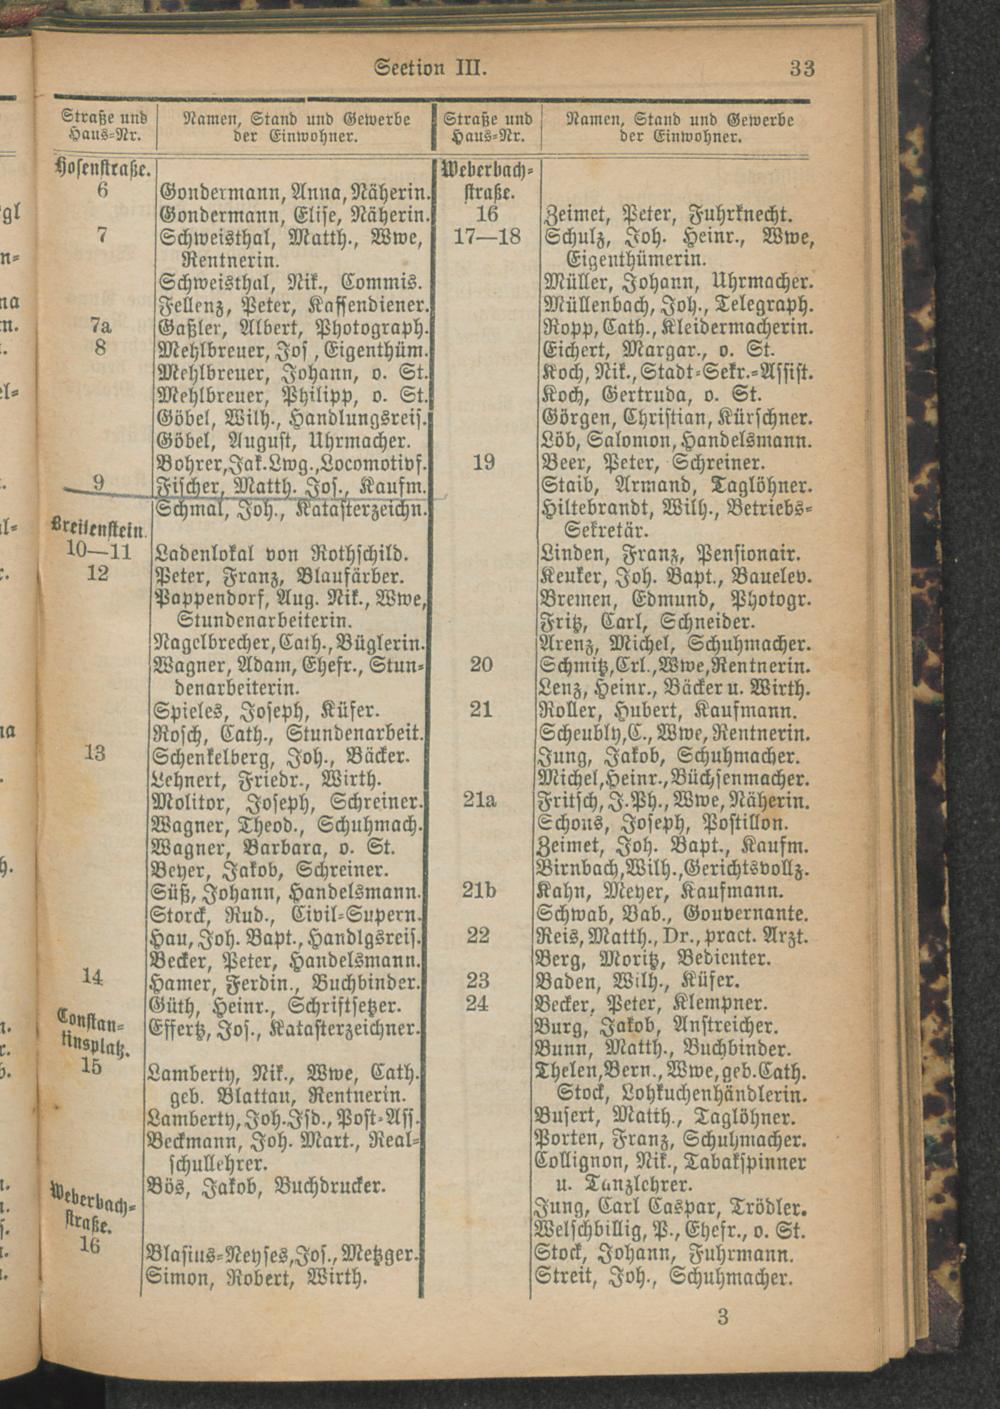 Section III.
33
Straße und
Haus-Nr.
Namen, Stand und Gewerbe
der Einwohner.
Hosenstraße.
6 Gondermann, Anna, Näherin.
Gondermann, Elise, Näherin.
7 Schweisthal, Matth., Wwe,
Rentnerin.
Schweisthal, Nik., Commis.
Fellenz, Peter, Kassendiener.
7a Gaßler, Albert, Photograph.
8 Mehlbreuer, Jos , Eigenthüm.
Mehlbreuer, Johann, o. St.
Mehlbreuer, Philipp, o. St.
Göbel, Wilh., Handlungsreis.
Göbel, August, Uhrmacher.
Bohrer, Jak. Lwg., Locomotivf.
9 Fischer, Matth. Jos., Kaufm.
Schmal, Joh., Katasterzeichn.
Breitenstein.
10—11 Ladenlokal von Rothschild.
12 Peter, Franz, Blaufärber.
Pappendorf, Aug. Nik., Wwe,
Stundenarbeiterin.
Nagelbrecher, Cath., Büglerin.
Wagner, Adam, Ehefr., Stun-
denarbeiterin.
Spieles, Joseph, Küfer.
Rosch, Cath., Stundenarbeit.
13 Schenkelberg, Joh., Bäcker.
Lehnert, Friedr., Wirth.
Molitor, Joseph, Schreiner.
Wagner, Theod., Schuhmach.
Wagner, Barbara, o. St.
Beyer, Jakob, Schreiner.
Süß, Johann, Handelsmann.
Storck, Rud., Civil-Supern.
Hau, Joh. Bapt., Handlgsreis.
Becker, Peter, Handelsmann.
14 Hamer, Ferdin., Buchbinder.
Güth, Heinr., Schriftsetzer.
Effertz, Jos., Katasterzeichner.
Constan-
tinsplatz.
15 Lamberty, Nik., Wwe, Cath.
geb. Blattau, Rentnerin.
Lamberty, Joh. Isd., Post-Ass.
Beckmann, Joh. Mart., Real-
schullehrer.
Bös, Jakob, Buchdrucker.
Weberbach-
straße.
16 Blasius-Neyses, Jos., Metzger.
Simon, Robert, Wirth.
Straße und
Haus-Nr.
Namen, Stand und Gewerbe
der Einwohner.
Weberbach-
straße.
16 Zeimet, Peter, Fuhrknecht.
17—18 Schulz, Joh. Heinr., Wwe,
Eigenthümerin.
Müller, Johann, Uhrmacher.
Müllenbach, Joh., Telegraph.
Ropp, Cath., Kleidermacherin.
Eichert, Margar., o. St.
Koch, Nik., Stadt-Sekr.-Assist.
Koch, Gertruda, o. St.
Görgen, Christian, Kürschner.
Löb, Salomon, Handelsmann.
19 Beer, Peter, Schreiner.
Staib, Armand, Taglöhner.
Hiltebrandt, Wilh., Betriebs-
Sekretär.
Linden, Franz, Pensionair.
Keuker, Joh. Bapt., Bauelev.
Bremen, Edmund, Photogr.
Fritz, Carl, Schneider.
Arenz, Michel, Schuhmacher.
20 Schmitz, Crl., Wwe, Rentnerin.
Lenz, Heinr., Bäcker u. Wirth.
21 Roller, Hubert, Kaufmann.
Scheubly, C., Wwe, Rentnerin.
Jung, Jakob, Schuhmacher.
Michel, Heinr., Büchsenmacher.
21a Fritsch, J. Ph., Wwe, Näherin.
Schons, Joseph, Postillon.
Zeimet, Joh. Bapt., Kaufm.
Birnbach, Wilh., Gerichtsvollz.
21b Kahn, Meyer, Kaufmann.
Schwab, Bab., Gouvernante.
22 Reis, Matth., Dr., pract. Arzt.
Berg, Moritz, Bedienter.
23 Baden, Wilh., Küfer.
24 Becker, Peter, Klempner.
Burg, Jakob, Anstreicher.
Bunn, Matth., Buchbinder.
Thelen, Bern., Wwe, geb. Cath.
Stock, Lohkuchenhändlerin.
Busert, Matth., Taglöhner.
Porten, Franz, Schuhmacher.
Collignon, Nik., Tabakspinner
u. Tanzlehrer.
Jung, Carl Caspar, Trödler.
Welschbillig, P., Ehefr., o. St.
Stock, Johann, Fuhrmann.
Streit, Joh., Schuhmacher.
3